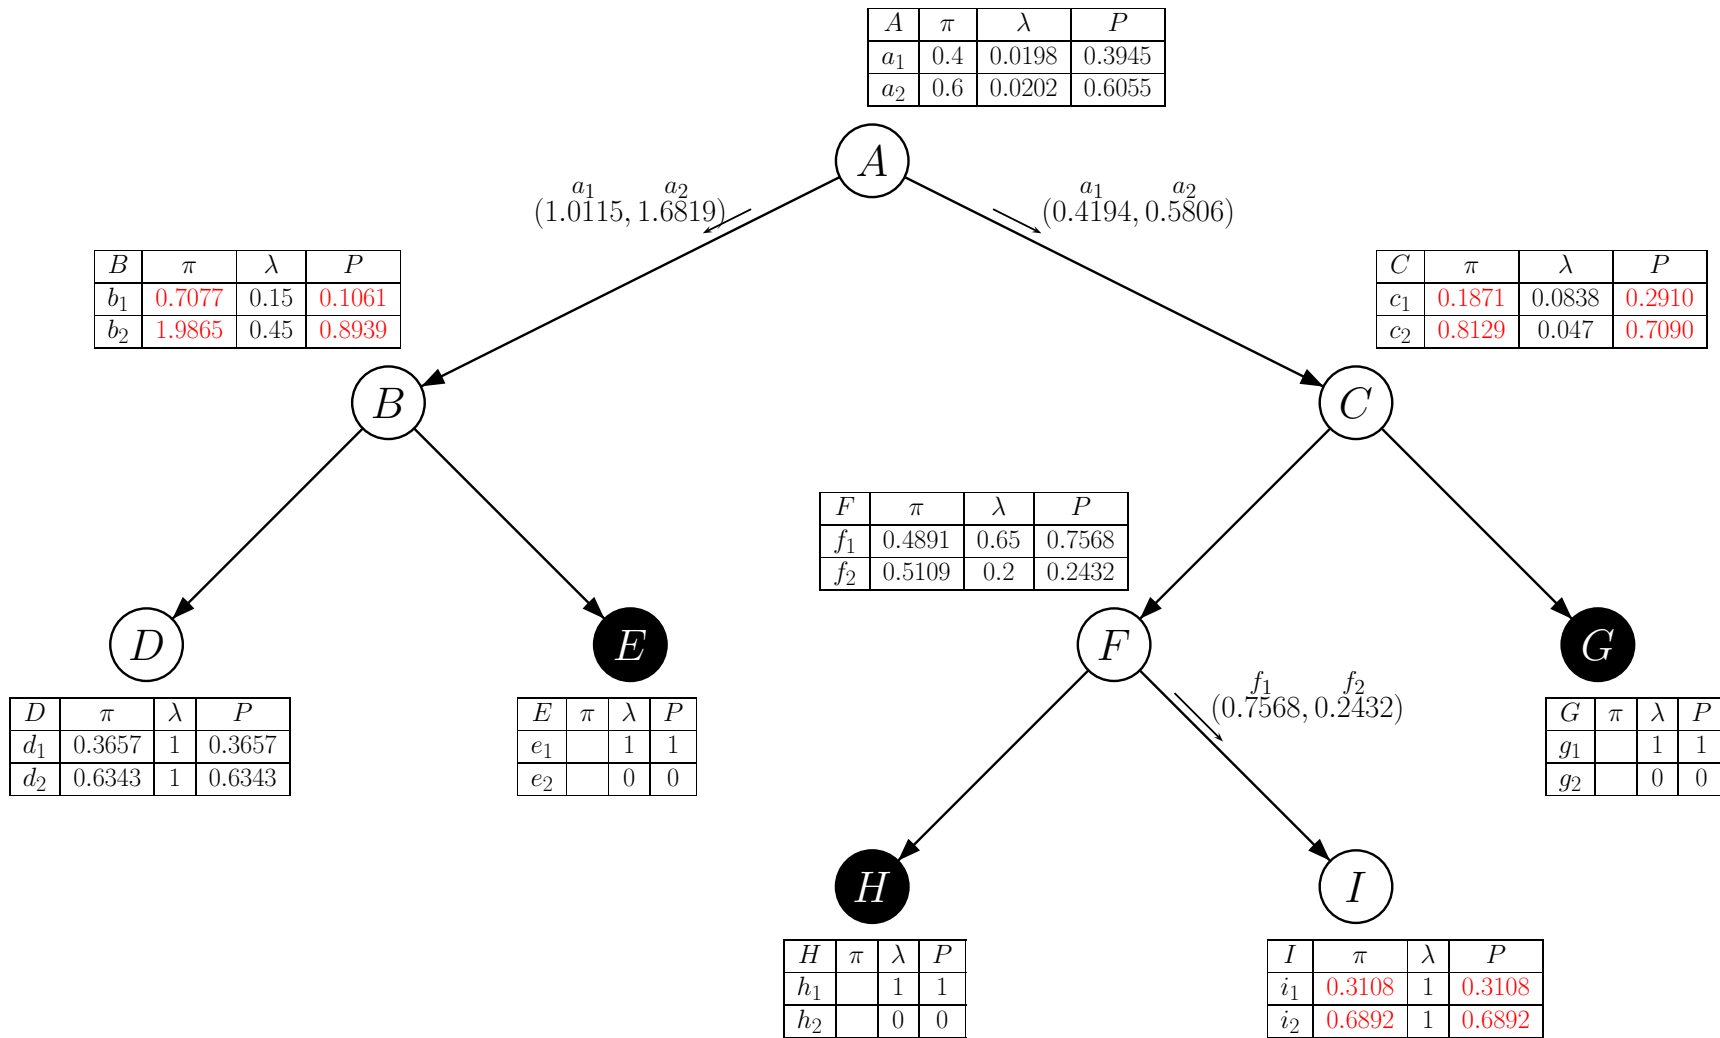 A π λ P
a1 0.4 0.0198 0.3945
a2 0.6 0.0202 0.6055
A
a1 a2
(1.0115, 1.6819)
a1 a2
(0.4194, 0.5806)
B π λ P
b1 0.7077 0.15 0.1061
b2 1.9865 0.45 0.8939
C π λ P
c1 0.1871 0.0838 0.2910
c2 0.8129 0.047 0.7090
B
C
F π λ P
f1 0.4891 0.65 0.7568
f2 0.5109 0.2 0.2432
D
E
F
G
f1 f2
(0.7568, 0.2432)
D π λ P
d1 0.3657 1 0.3657
d2 0.6343 1 0.6343
E π λ P
e1 1 1
e2 0 0
G π λ P
g1 1 1
g2 0 0
H
I
H π λ P
h1 1 1
h2 0 0
I π λ P
i1 0.3108 1 0.3108
i2 0.6892 1 0.6892